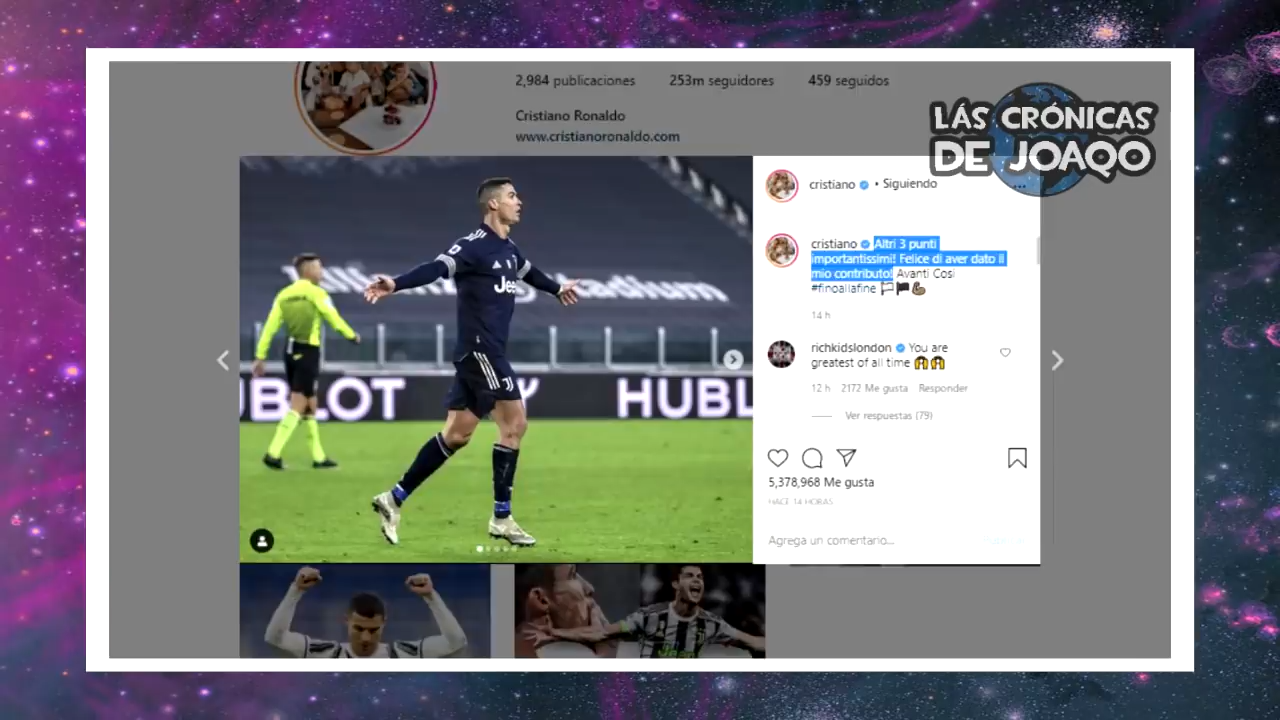 2,984 publicaciones 253m seguidores 459 seguidos
Cristiano Ronaldo
www.cristianoronaldo.com
LÁS CRÓNICAS
DE JOAQO
cristiano • Siguiendo
cristiano Altri 3 punti
importantissimi! Felice di aver dato il
mio contributo! Avanti Cosi
#finoallafine
14 h
richkidslondon You are
greatest of all time
12 h 2172 Me gusta Responder
Ver respuestas (79)
5,378,968 Me gusta
HACE 14 HORAS
Agrega un comentario...
Stadium
Jeep
HUBLOT
HUBL